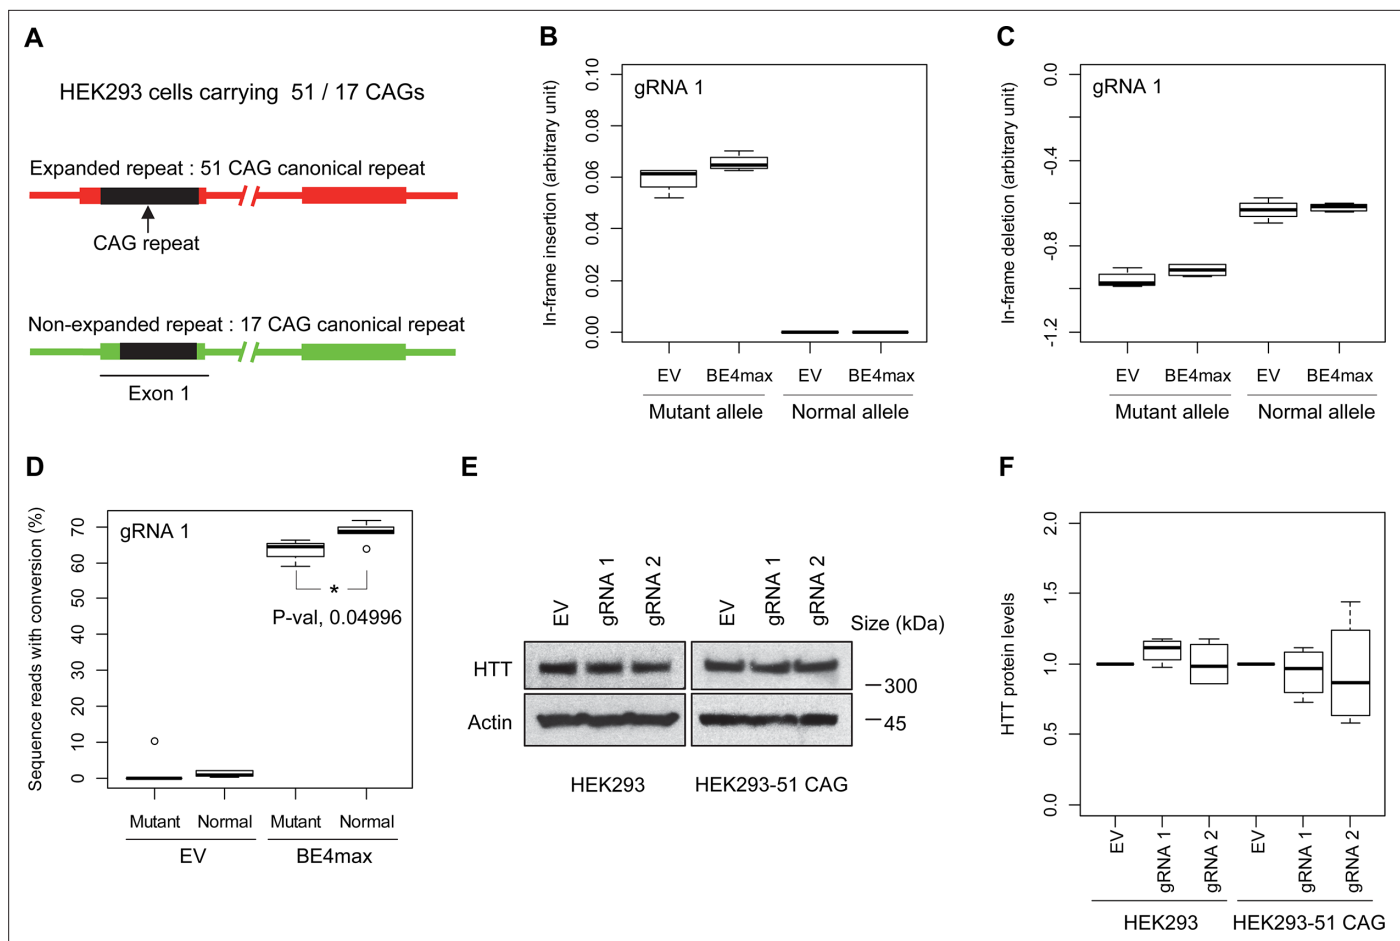 A
HEK293 cells carrying 51 / 17 CAGs
Expanded repeat : 51 CAG canonical repeat
CAG repeat
Non-expanded repeat : 17 CAG canonical repeat
Exon 1
B
In-frame insertion (arbitrary unit)
0.10
0.08
0.06
0.04
0.02
0.00
gRNA 1
EV BE4max EV BE4max
Mutant allele Normal allele
C
In-frame deletion (arbitrary unit)
0.0
-0.4
-0.8
-1.2
gRNA 1
EV BE4max EV BE4max
Mutant allele Normal allele
D
Sequence reads with conversion (%)
70
60
50
40
30
20
10
0
gRNA 1
*
P-val, 0.04996
Mutant Normal Mutant Normal
EV BE4max
E
EV gRNA 1 gRNA 2 EV gRNA 1 gRNA 2
Size (kDa)
HTT
300
Actin
45
HEK293 HEK293-51 CAG
F
HTT protein levels
2.0
1.5
1.0
0.5
0.0
EV gRNA 1 gRNA 2 EV gRNA 1 gRNA 2
HEK293 HEK293-51 CAG